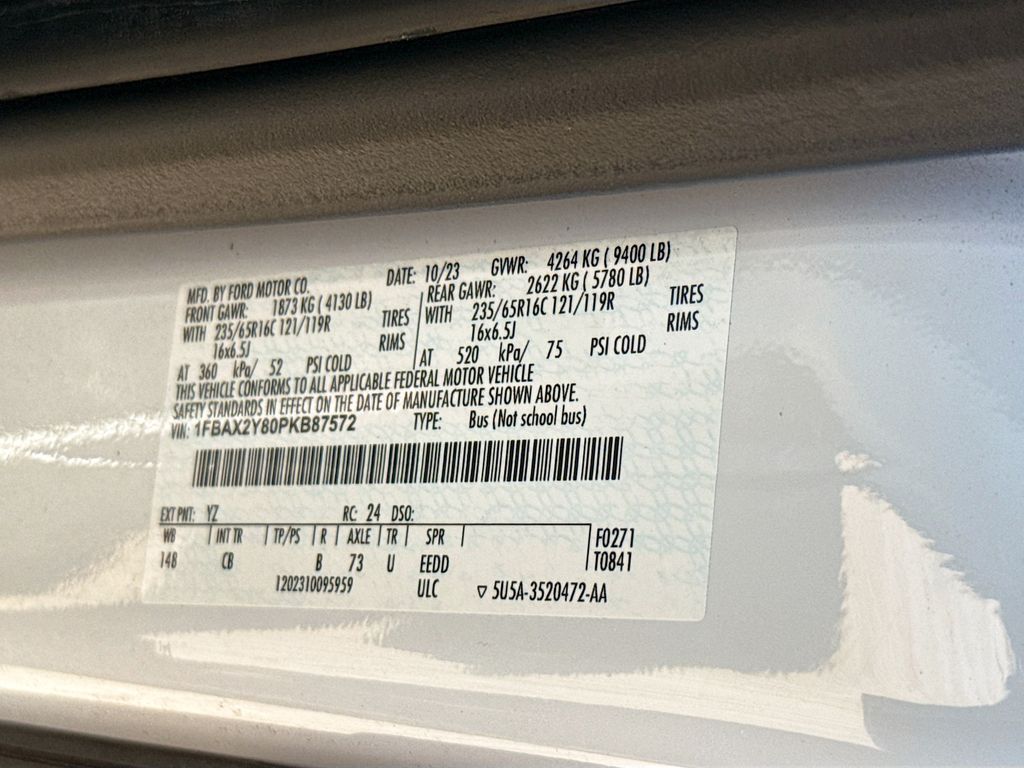 MFD. BY FORD MOTOR CO. DATE: 10/23 GVWR: 4264 KG ( 9400 LB)
FRONT GAWR: 1873 KG ( 4130 LB) REAR GAWR: 2622 KG ( 5780 LB)
WITH 235/65R16C 121/119R TIRES WITH 235/65R16C 121/119R TIRES
16x6.5J RIMS 16x6.5J RIMS
AT 360 kPa/ 52 PSI COLD AT 520 kPa/ 75 PSI COLD
THIS VEHICLE CONFORMS TO ALL APPLICABLE FEDERAL MOTOR VEHICLE
SAFETY STANDARDS IN EFFECT ON THE DATE OF MANUFACTURE SHOWN ABOVE.
VIN: 1FBAX2Y80PKB87572 TYPE: Bus (Not school bus)
EXT PNT: YZ RC: 24 DSO:
WB INT TR TP/PS R AXLE TR SPR F0271
148 CB B 73 U EEDD T0841
1202310095959 ULC ▽ 5U5A-3520472-AA